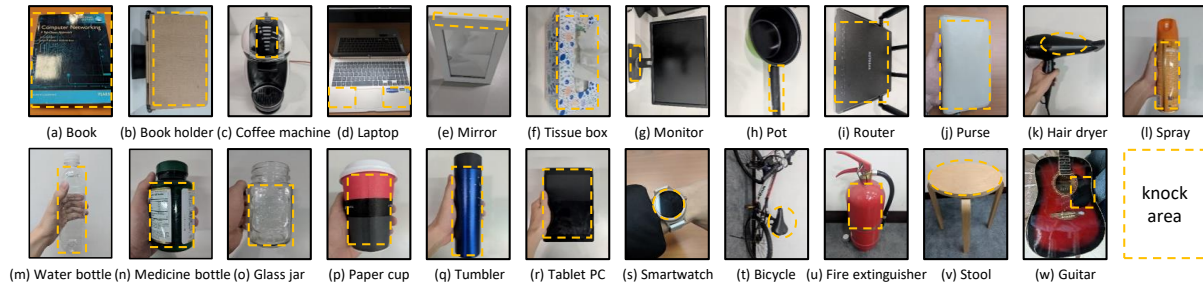 Computer Networking
(a) Book
(b) Book holder
(c) Coffee machine
(d) Laptop
(e) Mirror
(f) Tissue box
(g) Monitor
(h) Pot
(i) Router
(j) Purse
(k) Hair dryer
(l) Spray
(m) Water bottle
(n) Medicine bottle
(o) Glass jar
(p) Paper cup
(q) Tumbler
(r) Tablet PC
(s) Smartwatch
(t) Bicycle
(u) Fire extinguisher
(v) Stool
(w) Guitar
knock
area